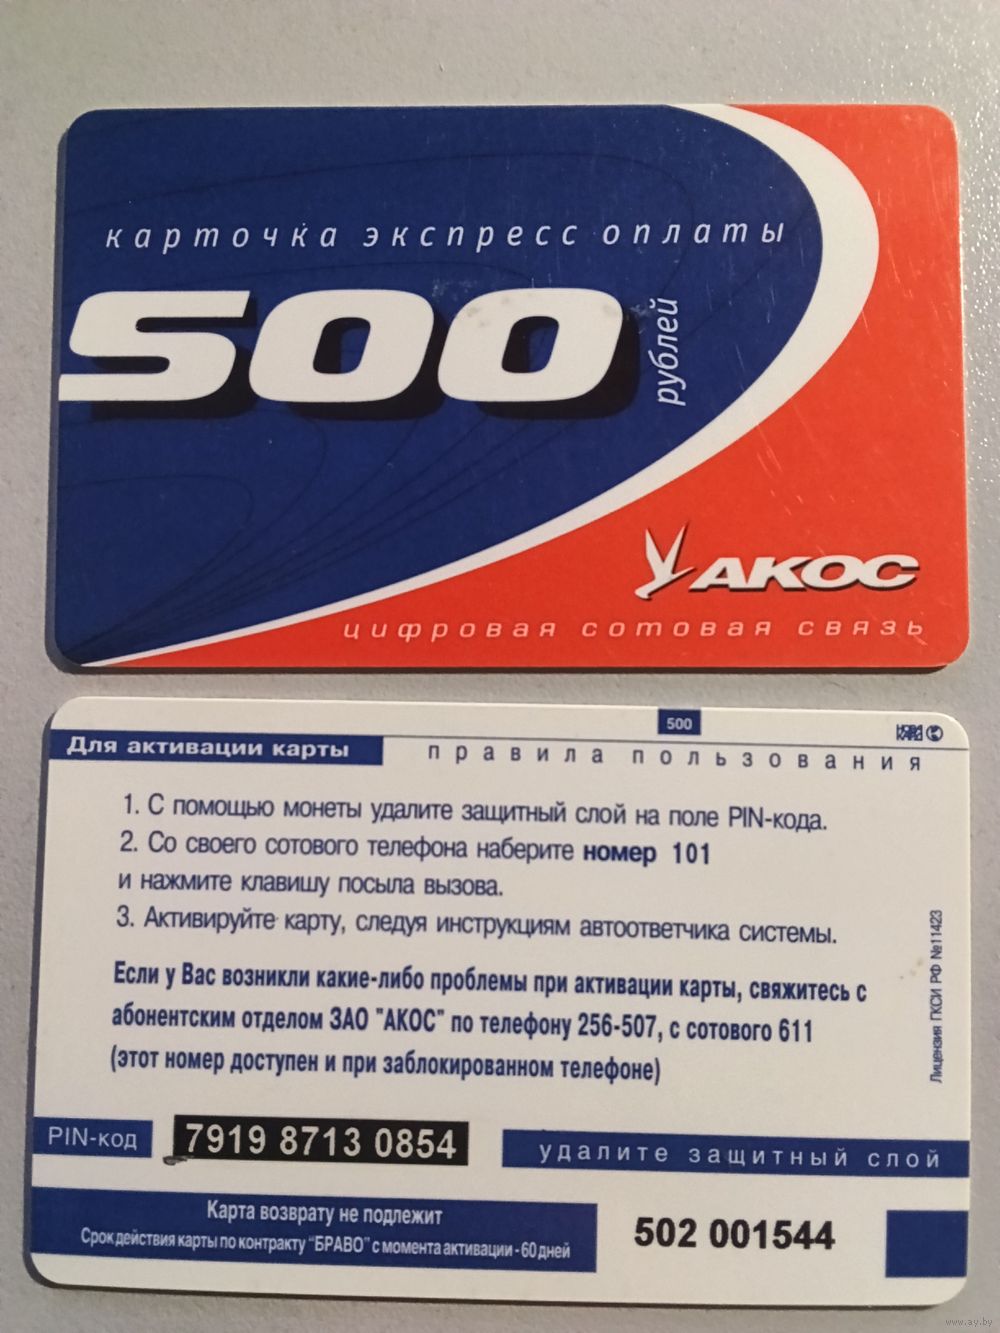 карточка экспресс оплаты
500
рублей
АКОС
цифровая сотовая связь
500
Для активации карты
правила пользования
1. С помощью монеты удалите защитный слой на поле PIN-кода.
2. Со своего сотового телефона наберите номер 101
и нажмите клавишу посыла вызова.
3. Активируйте карту, следуя инструкциям автоответчика системы.
Если у Вас возникли какие-либо проблемы при активации карты, свяжитесь с
абонентским отделом ЗАО "АКОС" по телефону 256-507, с сотового 611
(этот номер доступен и при заблокированном телефоне)
Лицензия ГКСИ РФ №11423
PIN-код
7919 8713 0854
удалите защитный слой
Карта возврату не подлежит
Срок действия карты по контракту "БРАВО" с момента активации - 60 дней
502 001544
www.ay.by